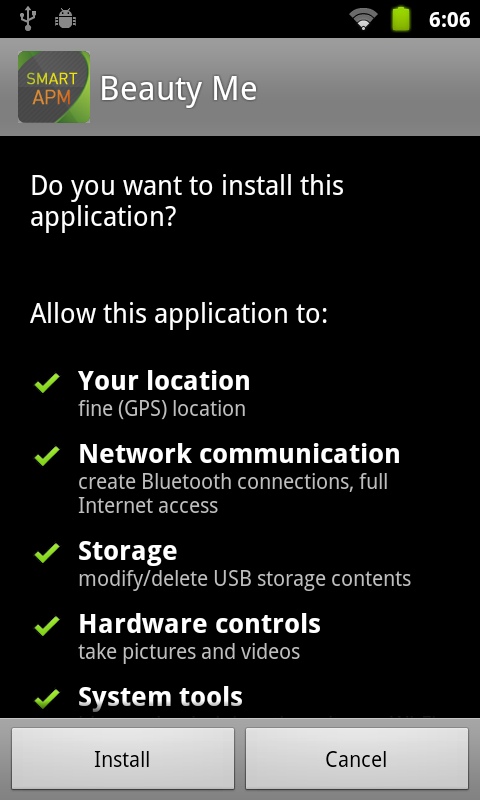 6:06
SMART
APM
Beauty Me
Do you want to install this
application?
Allow this application to:
Your location
fine (GPS) location
Network communication
create Bluetooth connections, full
Internet access
Storage
modify/delete USB storage contents
Hardware controls
take pictures and videos
System tools
Install
Cancel